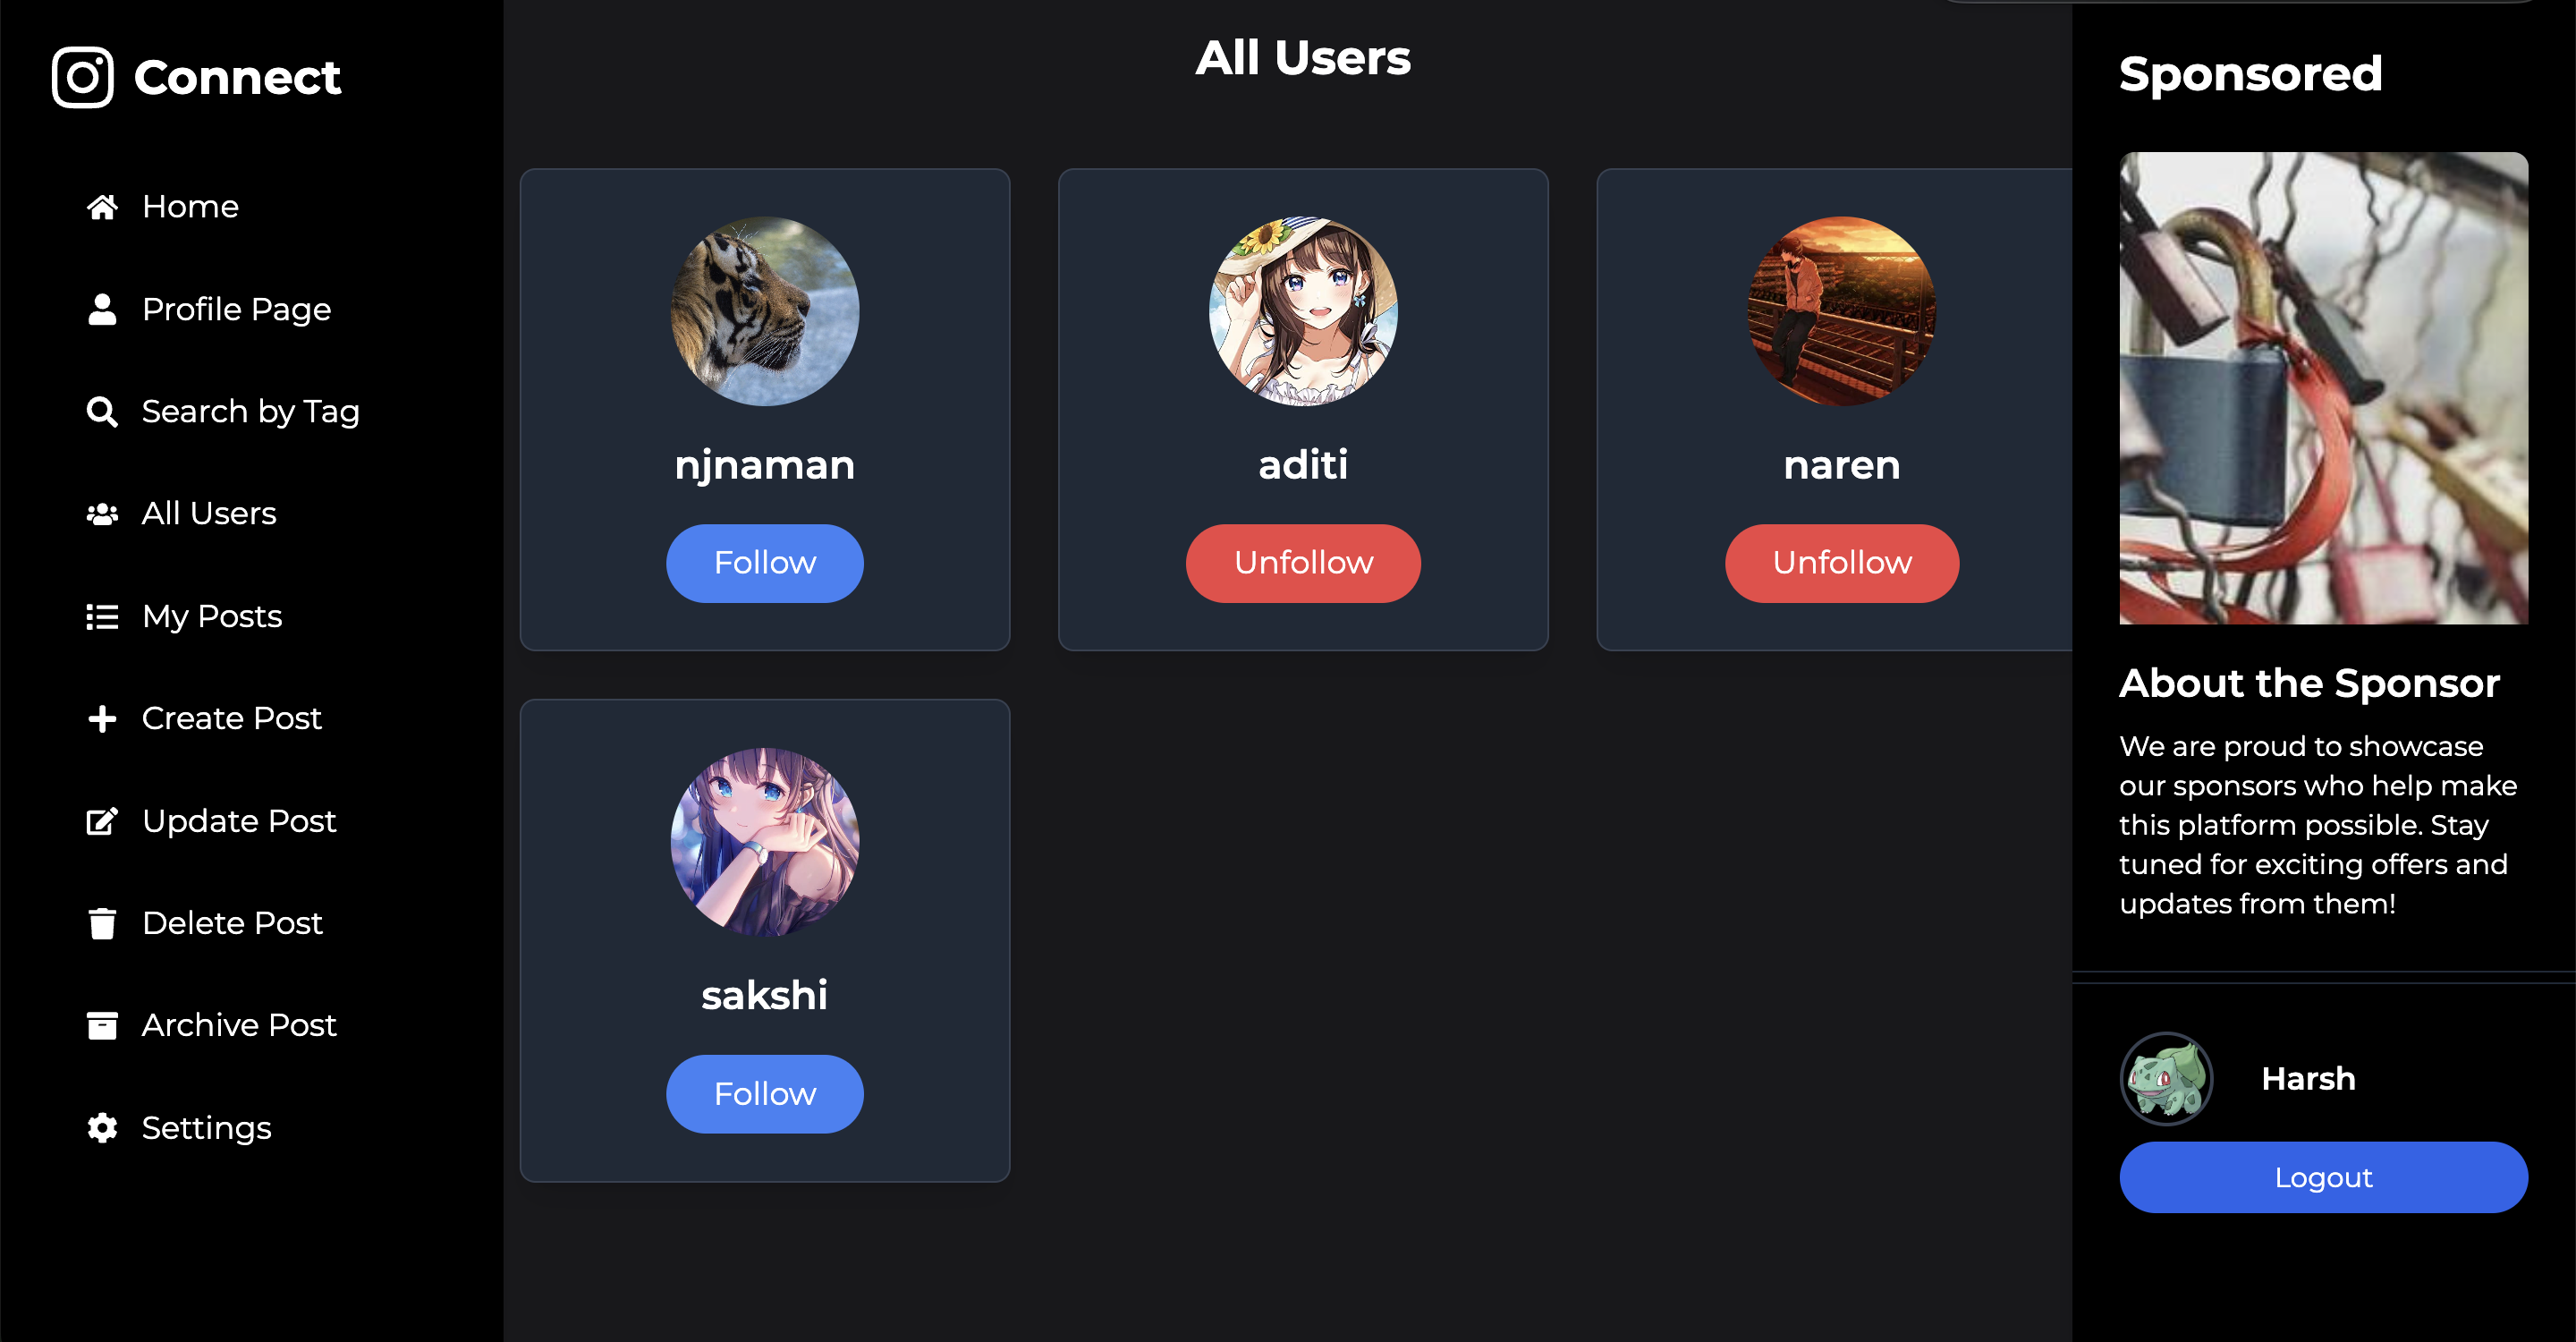 Connect
Home
Profile Page
Search by Tag
All Users
My Posts
Create Post
Update Post
Delete Post
Archive Post
Settings
All Users
njnaman
Follow
aditi
Unfollow
naren
Unfollow
sakshi
Follow
Sponsored
About the Sponsor
We are proud to showcase
our sponsors who help make
this platform possible. Stay
tuned for exciting offers and
updates from them!
Harsh
Logout